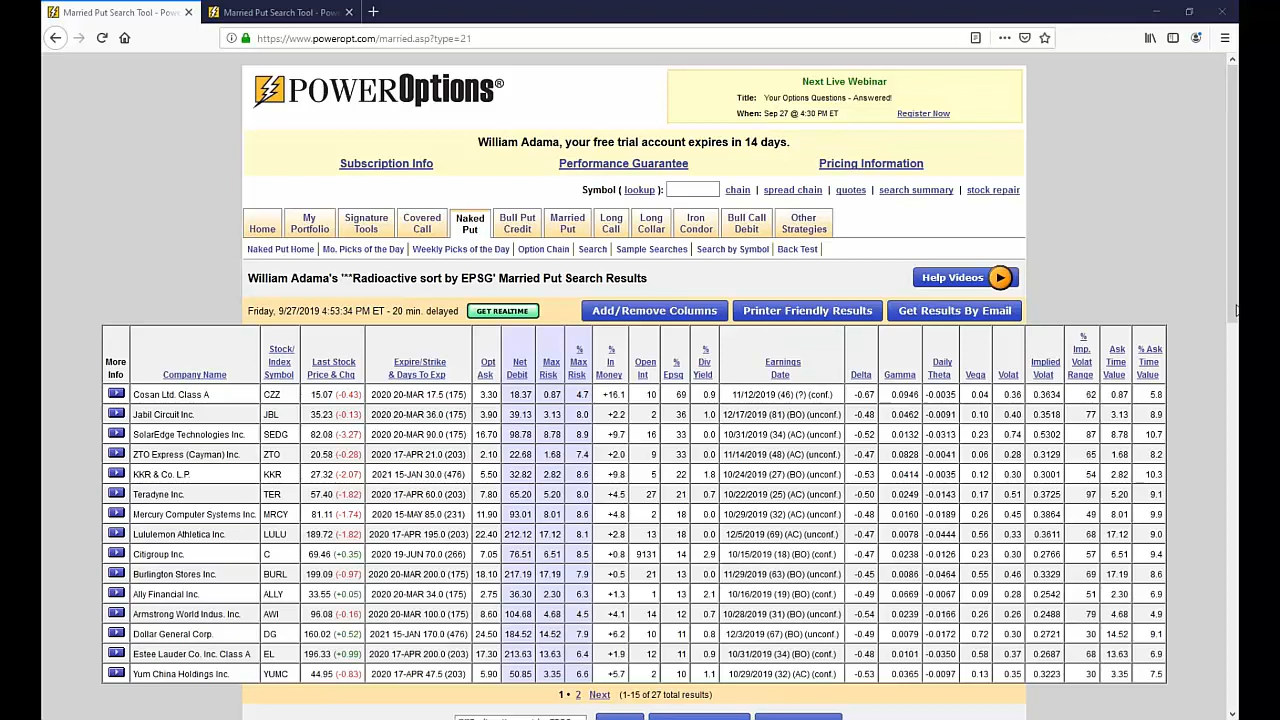 Married Put Search Tool - Powe
Married Put Search Tool - Powe
https://www.poweropt.com/married.asp?type=21
POWEROptions®
Next Live Webinar
Title: Your Options Questions - Answered!
When: Sep 27 @ 4:30 PM ET Register Now
William Adama, your free trial account expires in 14 days.
Subscription Info Performance Guarantee Pricing Information
Symbol ( lookup ): chain | spread chain | quotes | search summary | stock repair
Home My Portfolio Signature Tools Covered Call Naked Put Bull Put Credit Married Put Long Call Long Collar Iron Condor Bull Call Debit Other Strategies
Naked Put Home | Mo. Picks of the Day | Weekly Picks of the Day | Option Chain | Search | Sample Searches | Search by Symbol | Back Test |
William Adama's '**Radioactive sort by EPSG' Married Put Search Results
Help Videos
Friday, 9/27/2019 4:53:34 PM ET - 20 min. delayed GET REALTIME Add/Remove Columns Printer Friendly Results Get Results By Email
More Info Company Name Stock/ Index Symbol Last Stock Price & Chg Expire/Strike & Days To Exp Opt Ask Net Debit Max Risk % Max Risk % In Money Open Int % Epsg % Div Yield Earnings Date Delta Gamma Daily Theta Vega Volat Implied Volat % Imp. Volat Range Ask Time Value % Ask Time Value
Cosan Ltd. Class A CZZ 15.07 (-0.43) 2020 20-MAR 17.5 (175) 3.30 18.37 0.87 4.7 +16.1 10 69 0.9 11/12/2019 (46) (?) (conf.) -0.67 0.0946 -0.0035 0.04 0.36 0.3634 62 0.87 5.8
Jabil Circuit Inc. JBL 35.23 (-0.13) 2020 20-MAR 36.0 (175) 3.90 39.13 3.13 8.0 +2.2 2 36 0.9 12/17/2019 (81) (BO) (unconf.) -0.48 0.0462 -0.0091 0.10 0.40 0.3518 77 3.13 8.9
SolarEdge Technologies Inc. SEDG 82.08 (-3.27) 2020 20-MAR 90.0 (175) 16.70 98.78 8.78 8.9 +9.7 16 33 0.0 10/31/2019 (34) (AC) (unconf.) -0.52 0.0132 -0.0313 0.23 0.74 0.5302 87 8.78 10.7
ZTO Express (Cayman) Inc. ZTO 20.58 (-0.28) 2020 17-APR 21.0 (203) 2.10 22.68 1.68 7.4 +2.0 9 33 0.0 11/14/2019 (48) (AC) (unconf.) -0.47 0.0828 -0.0041 0.06 0.28 0.3129 65 1.68 8.2
KKR & Co. L.P. KKR 27.32 (-2.07) 2021 15-JAN 30.0 (476) 5.50 32.82 2.82 8.6 +9.8 5 22 1.8 10/24/2019 (27) (BO) (unconf.) -0.53 0.0414 -0.0035 0.12 0.30 0.3001 54 2.82 10.3
Teradyne Inc. TER 57.40 (-1.82) 2020 17-APR 60.0 (203) 7.80 65.20 5.20 8.0 +4.5 27 21 0.7 10/22/2019 (25) (AC) (unconf.) -0.50 0.0249 -0.0143 0.17 0.51 0.3725 97 5.20 9.1
Mercury Computer Systems Inc. MRCY 81.11 (-1.74) 2020 15-MAY 85.0 (231) 11.90 93.01 8.01 8.6 +4.8 2 18 0.0 10/29/2019 (32) (AC) (unconf.) -0.48 0.0160 -0.0189 0.26 0.45 0.3864 49 8.01 9.9
Lululemon Athletica Inc. LULU 189.72 (-1.82) 2020 17-APR 195.0 (203) 22.40 212.12 17.12 8.1 +2.8 13 18 0.0 12/5/2019 (69) (AC) (unconf.) -0.47 0.0078 -0.0444 0.56 0.33 0.3611 68 17.12 9.0
Citigroup Inc. C 69.46 (+0.35) 2020 19-JUN 70.0 (266) 7.05 76.51 6.51 8.5 +0.8 9131 14 2.9 10/15/2019 (18) (BO) (conf.) -0.47 0.0238 -0.0126 0.23 0.30 0.2766 57 6.51 9.4
Burlington Stores Inc. BURL 199.09 (-0.97) 2020 20-MAR 200.0 (175) 18.10 217.19 17.19 7.9 +0.5 21 13 0.0 11/29/2019 (63) (BO) (unconf.) -0.45 0.0086 -0.0464 0.55 0.46 0.3329 69 17.19 8.6
Ally Financial Inc. ALLY 33.55 (+0.05) 2020 20-MAR 34.0 (175) 2.75 36.30 2.30 6.3 +1.3 1 13 2.1 10/16/2019 (19) (BO) (conf.) -0.49 0.0669 -0.0067 0.09 0.28 0.2542 51 2.30 6.9
Armstrong World Indus. Inc. AWI 96.08 (-0.16) 2020 20-MAR 100.0 (175) 8.60 104.68 4.68 4.5 +4.1 14 12 0.7 10/28/2019 (31) (BO) (unconf.) -0.54 0.0239 -0.0166 0.26 0.26 0.2488 79 4.68 4.9
Dollar General Corp. DG 160.02 (+0.52) 2021 15-JAN 170.0 (476) 24.50 184.52 14.52 7.9 +6.2 10 11 0.8 12/3/2019 (67) (BO) (unconf.) -0.49 0.0079 -0.0172 0.72 0.30 0.2721 30 14.52 9.1
Estee Lauder Co. Inc. Class A EL 196.33 (+0.99) 2020 17-APR 200.0 (203) 17.30 213.63 13.63 6.4 +1.9 12 11 0.9 10/31/2019 (34) (BO) (unconf.) -0.48 0.0101 -0.0350 0.58 0.37 0.2687 68 13.63 6.9
Yum China Holdings Inc. YUMC 44.95 (-0.83) 2020 17-APR 47.5 (203) 5.90 50.85 3.35 6.6 +5.7 2 10 1.1 10/29/2019 (32) (AC) (conf.) -0.53 0.0365 -0.0097 0.13 0.35 0.3223 30 3.35 7.5
1 • 2 Next (1-15 of 27 total results)